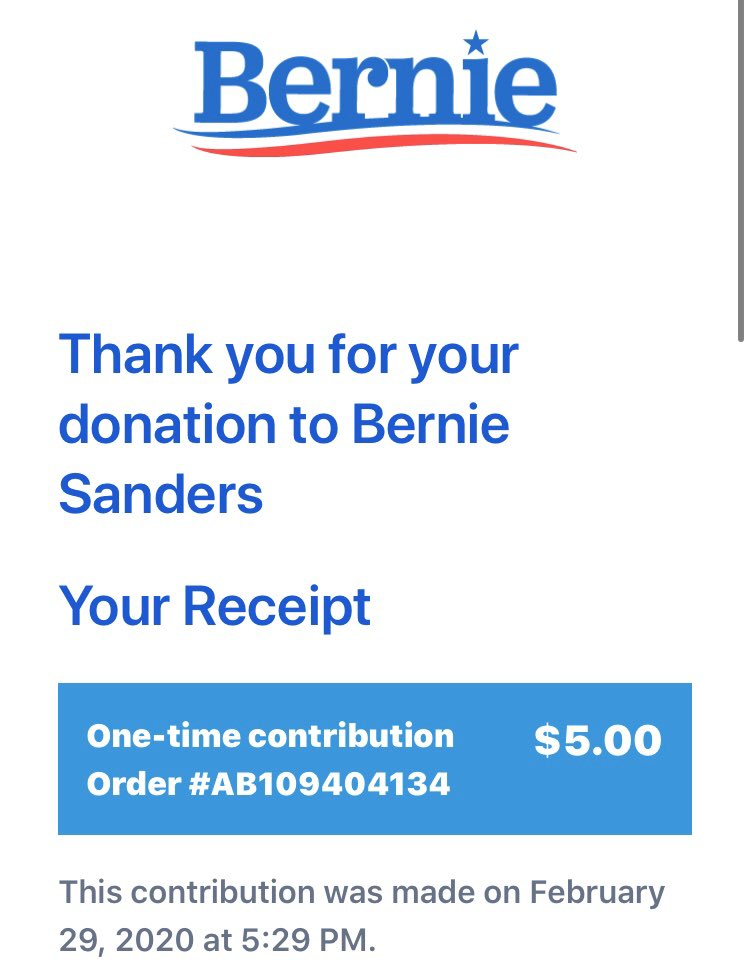 Bernie
Thank you for your
donation to Bernie
Sanders
Your Receipt
One-time contribution
$5.00
Order #AB109404134
This contribution was made on February
29, 2020 at 5:29 PM.